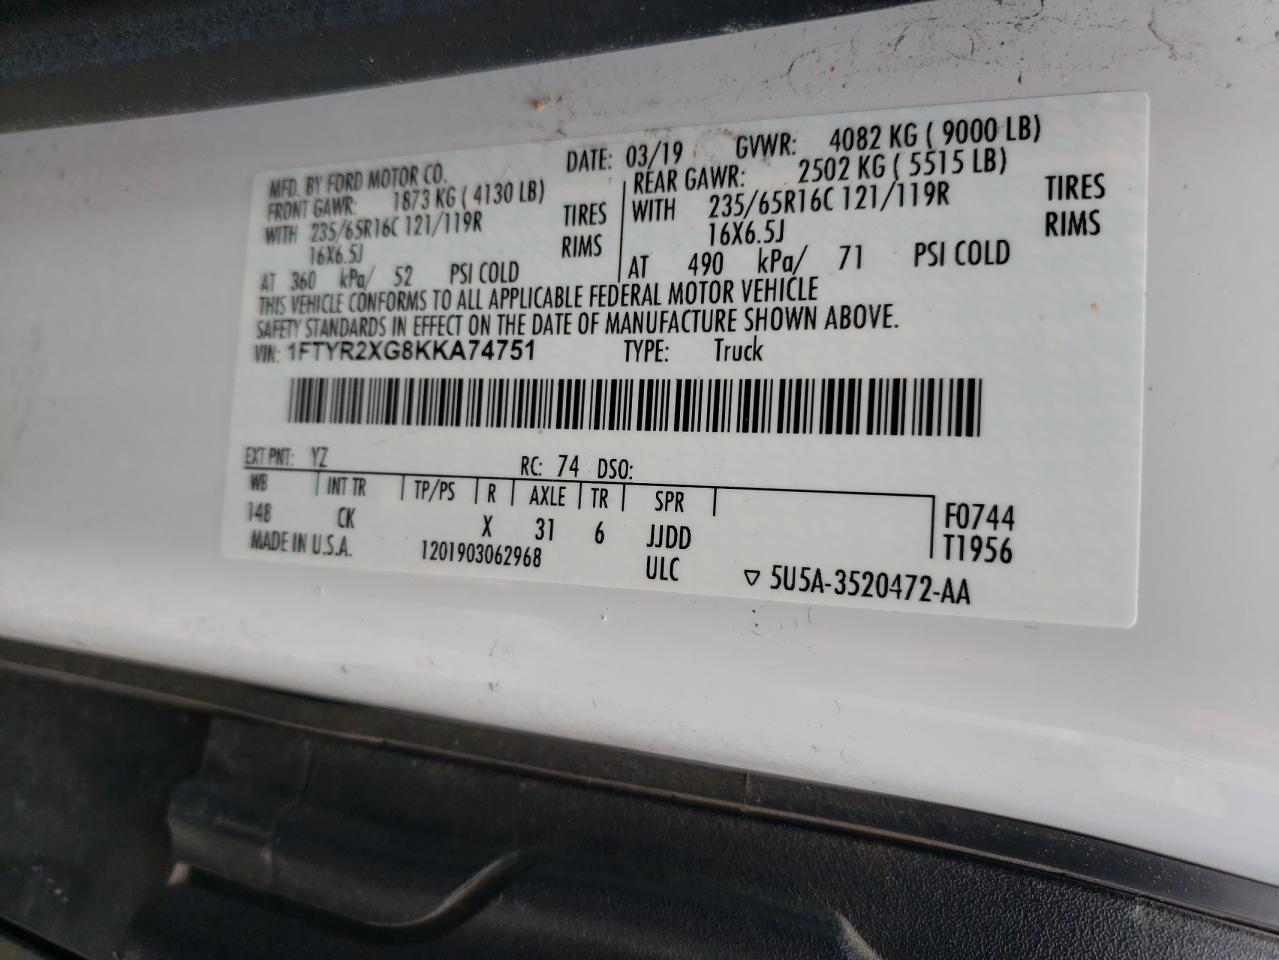 MFD. BY FORD MOTOR CO. DATE: 03/19 GVWR: 4082 KG ( 9000 LB)
FRONT GAWR: 1873 KG ( 4130 LB) REAR GAWR: 2502 KG ( 5515 LB)
WITH 235/65R16C 121/119R TIRES WITH 235/65R16C 121/119R TIRES
16X6.5J RIMS 16X6.5J RIMS
AT 360 kPa/ 52 PSI COLD AT 490 kPa/ 71 PSI COLD
THIS VEHICLE CONFORMS TO ALL APPLICABLE FEDERAL MOTOR VEHICLE
SAFETY STANDARDS IN EFFECT ON THE DATE OF MANUFACTURE SHOWN ABOVE.
VIN: 1FTYR2XG8KKA74751 TYPE: Truck
EXT PNT: YZ RC: 74 DSO:
WB INT TR TP/PS R AXLE TR SPR
148 CK X 31 6 JJDD F0744
MADE IN U.S.A. 1201903062968 ULC T1956
▽ 5U5A-3520472-AA